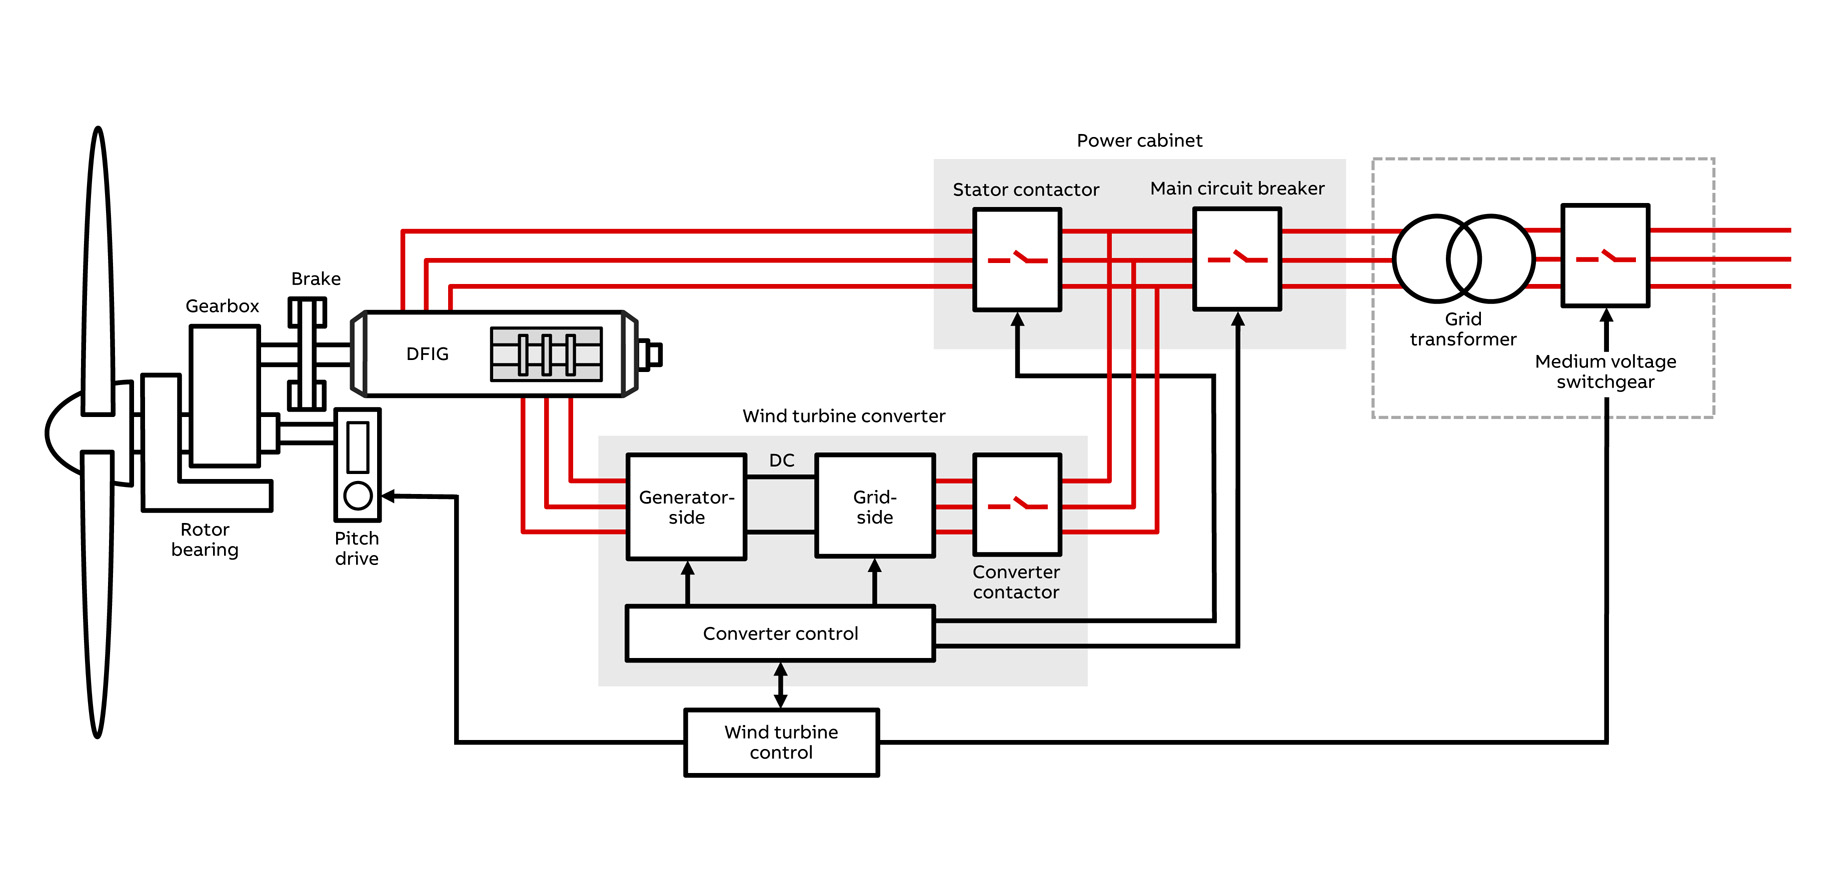 Power cabinet
Stator contactor
Main circuit breaker
Brake
Gearbox
DFIG
Grid
transformer
Medium voltage
switchgear
Wind turbine converter
DC
Generator-
side
Grid-
side
Rotor
bearing
Pitch
drive
Converter
contactor
Converter control
Wind turbine
control